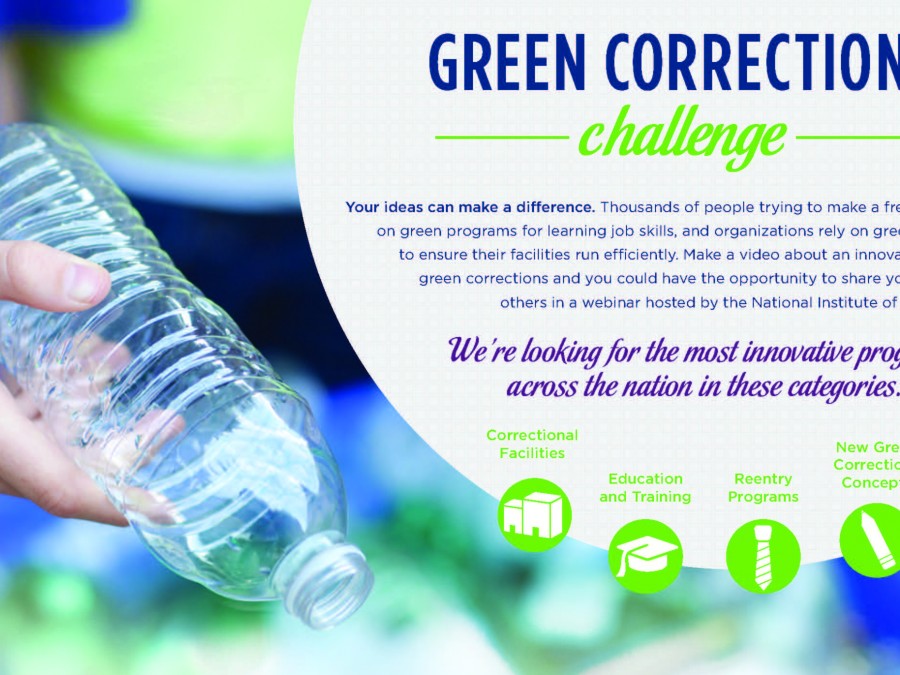 GREEN CORRECTION
challenge
Your ideas can make a difference. Thousands of people trying to make a fre
on green programs for learning job skills, and organizations rely on gree
to ensure their facilities run efficiently. Make a video about an innova
green corrections and you could have the opportunity to share yo
others in a webinar hosted by the National Institute of
We're looking for the most innovative prog
across the nation in these categories.
Correctional
Facilities
Education
and Training
Reentry
Programs
New Gre
Correctio
Concep